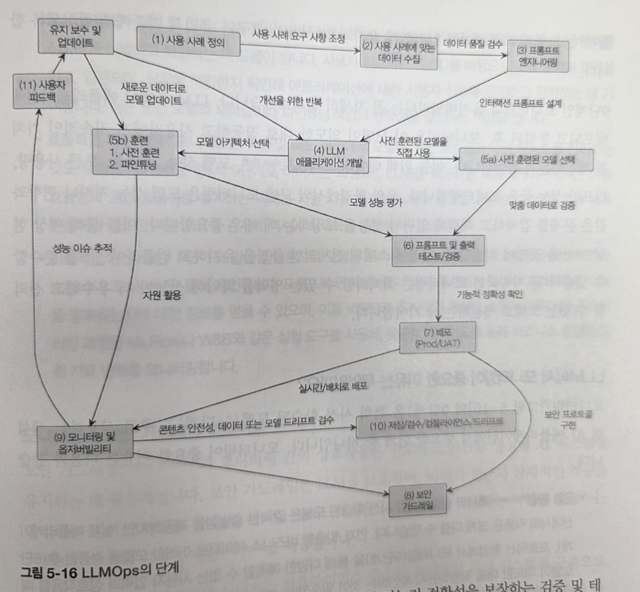 유지 보수 및
업데이트
(1) 사용 사례 정의
사용 사례 요구 사항 조정
(2) 사용 사례에 맞는
데이터 수집
데이터 품질 검수
(3) 프롬프트
엔지니어링
(11) 사용자
피드백
새로운 데이터로
모델 업데이트
개선을 위한 반복
인터랙션 프롬프트 설계
(5b) 훈련
1. 사전 훈련
2. 파인튜닝
모델 아키텍처 선택
(4) LLM
애플리케이션 개발
사전 훈련된 모델을
직접 사용
(5a) 사전 훈련된 모델 선택
모델 성능 평가
맞춤 데이터로 검증
성능 이슈 추적
(6) 프롬프트 및 출력
테스트/검증
자원 활용
기능적 정확성 확인
(7) 배포
(Prod/UAT)
실시간/배치로 배포
보안 프로토콜
구현
(9) 모니터링 및
옵저버빌리티
콘텐츠 안전성, 데이터 또는 모델 드리프트 검수
(10) 저장/검수/컴플라이언스/드리프트
(8) 보안
가드레일
그림 5-16 LLMOps의 단계
정확성을 보장하는 검증 및 테